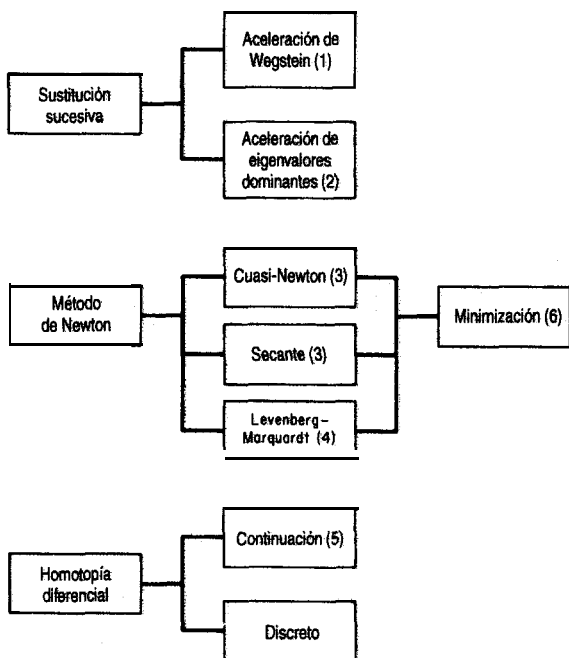 Aceleración de
Wegstein (1)
Sustitución
sucesiva
Aceleración de
eigenvalores
dominantes (2)
Cuasi-Newton (3)
Método
de Newton
Minimización (6)
Secante (3)
Levenberg-
Marquardt (4)
Continuación (5)
Homotopía
diferencial
Discreto